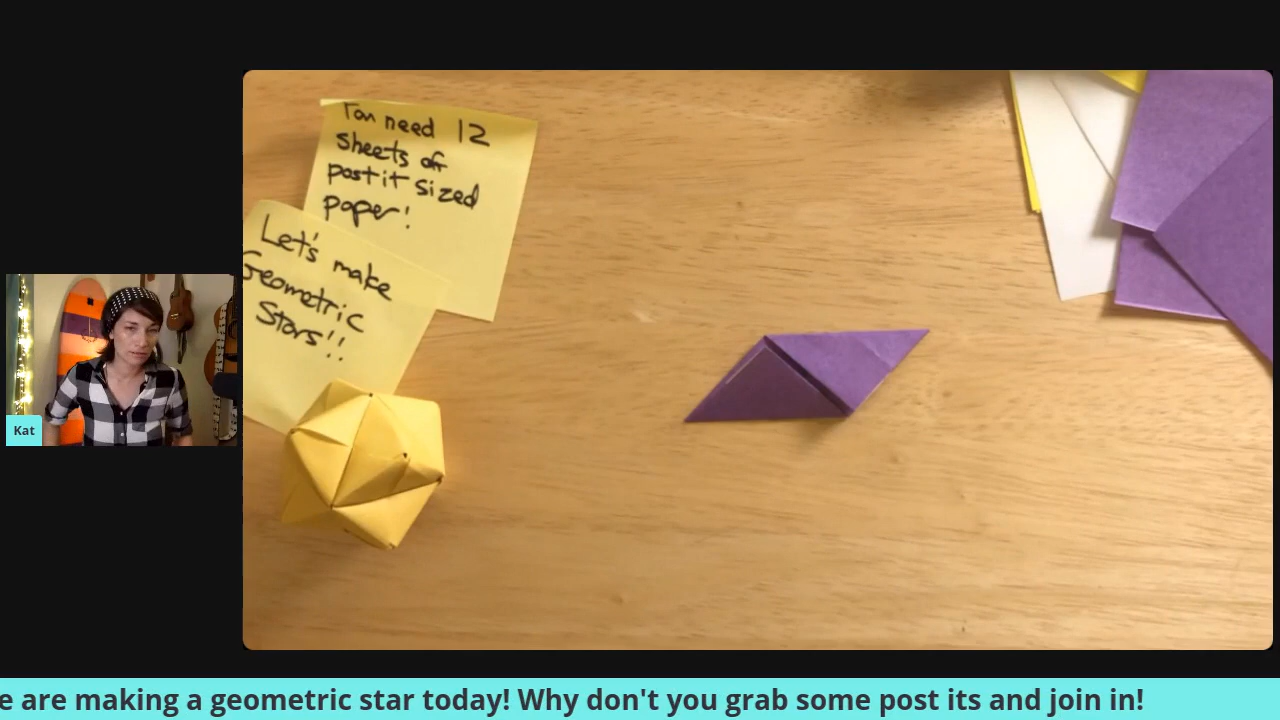 Tou need 12
sheets of
post it sized
paper!
Let's make
Geometric
Stars!!
Kat
e are making a geometric star today! Why don't you grab some post its and join in!